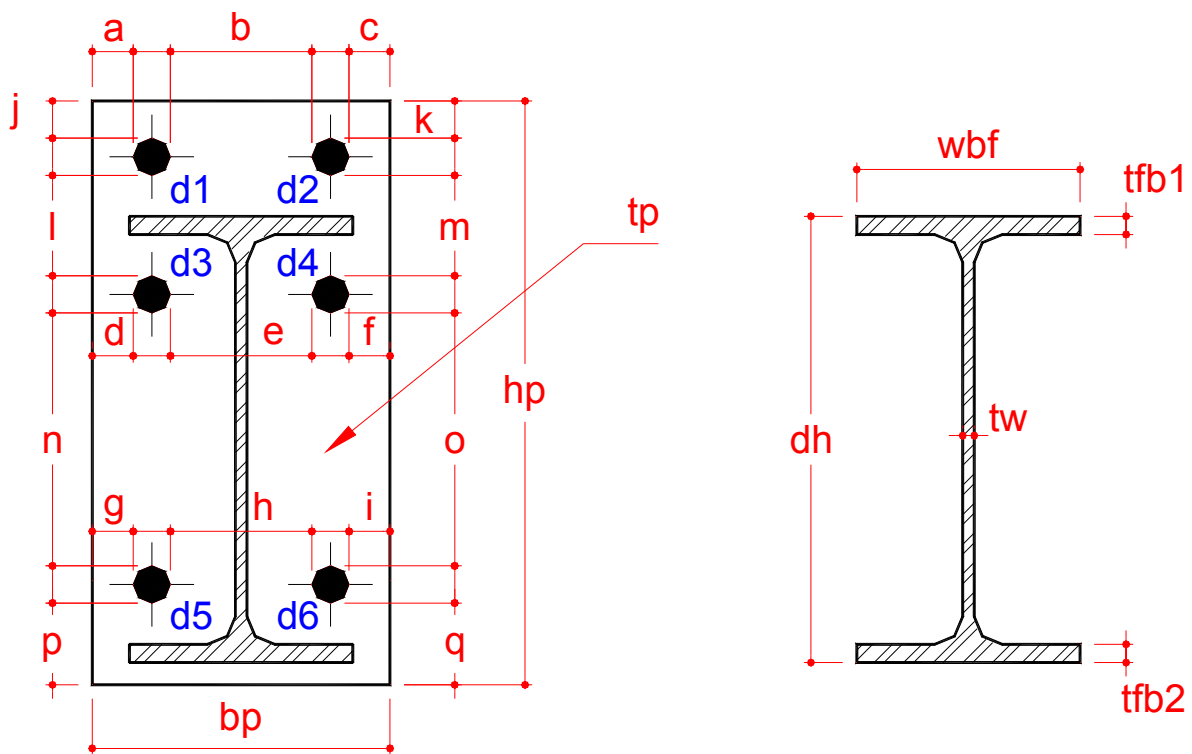 a b c
j k
d1 d2
l m
tp
d3 d4
d e f
hp
n o
g h i
d5 d6
p q
bp
wbf
tfb1
dh
tw
tfb2